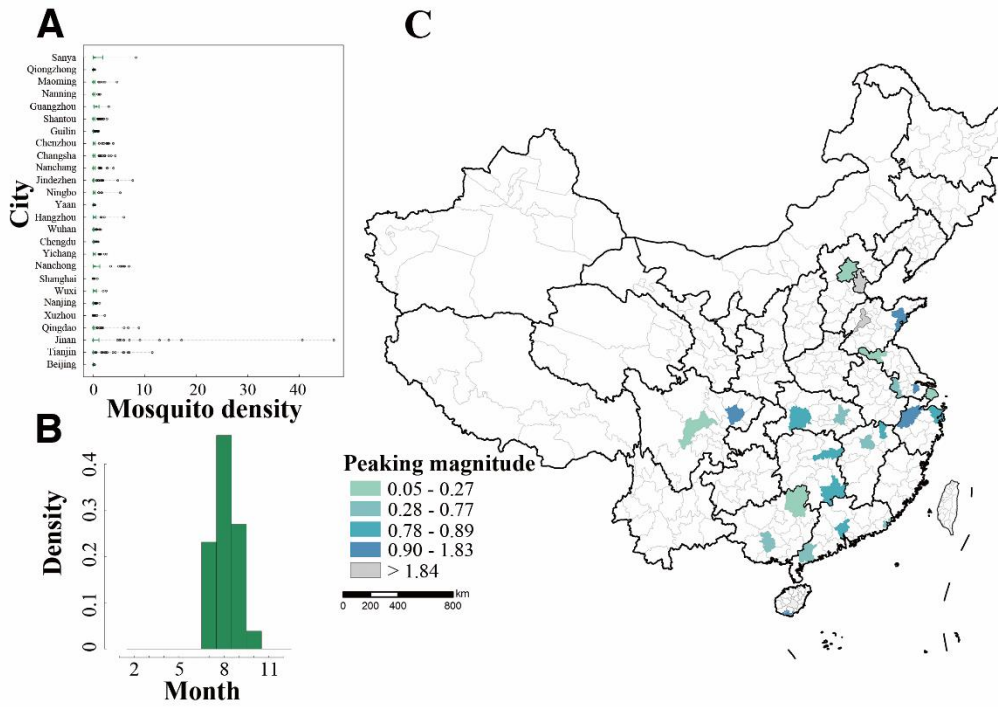 A
City
Sanya
Qiongzhong
Maoming
Nanning
Guangzhou
Shantou
Guilin
Chenzhou
Changsha
Nanchang
Jindezhen
Ningbo
Yaan
Hangzhou
Wuhan
Chengdu
Yichang
Nanchong
Shanghai
Wuxi
Nanjing
Xuzhou
Qingdao
Jinan
Tianjin
Beijing
0 10 20 30 40
Mosquito density
B
Density
0.4
0.3
0.2
0.1
0
2 5 8 11
Month
C
Peaking magnitude
0.05 - 0.27
0.28 - 0.77
0.78 - 0.89
0.90 - 1.83
> 1.84
km
0 200 400 800